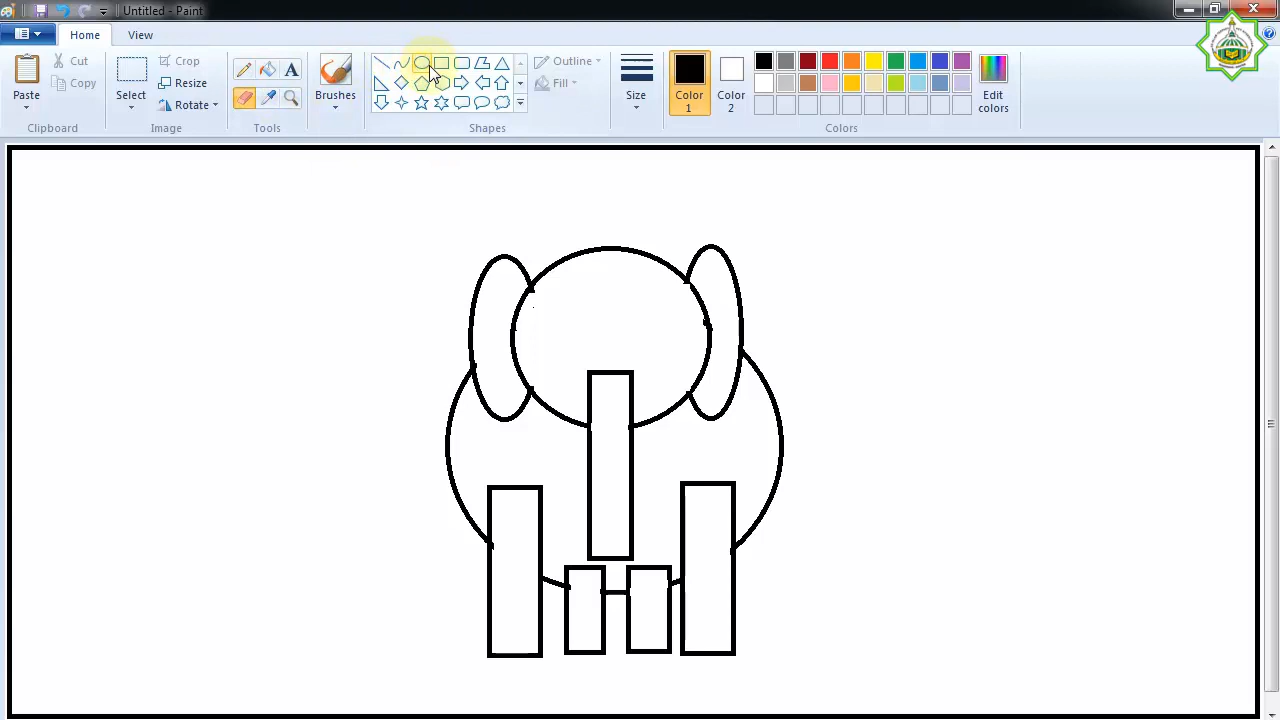 Untitled - Paint
Home View
Paste
Cut
Copy
Clipboard
Select
Crop
Resize
Rotate
Image
A
Tools
Brushes
Shapes
Outline
Fill
Size
Color 1
Color 2
Edit colors
Colors